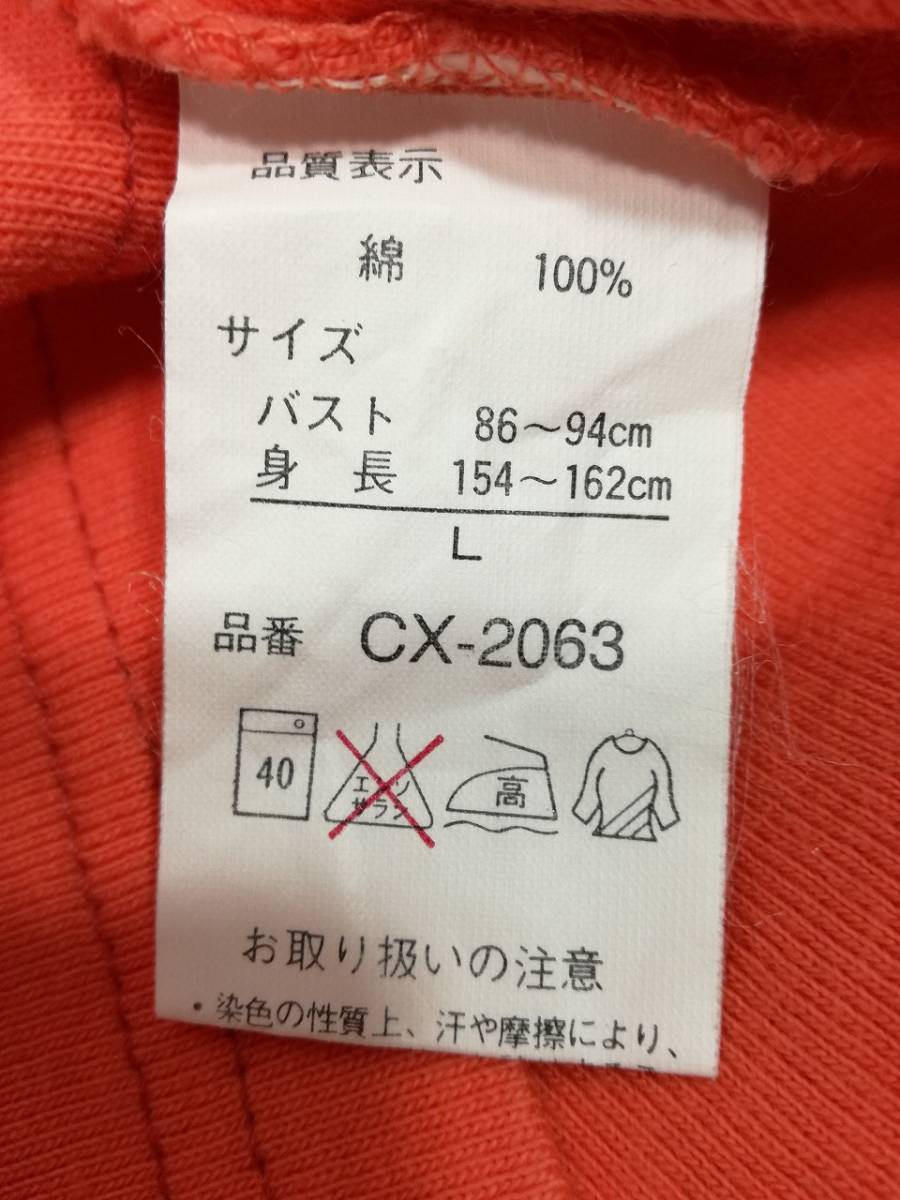 品質表示
綿 100%
サイズ
バスト 86～94cm
身長 154～162cm
L
品番 CX-2063
40
エンソサラシ
高
お取り扱いの注意
・染色の性質上、汗や摩擦により、